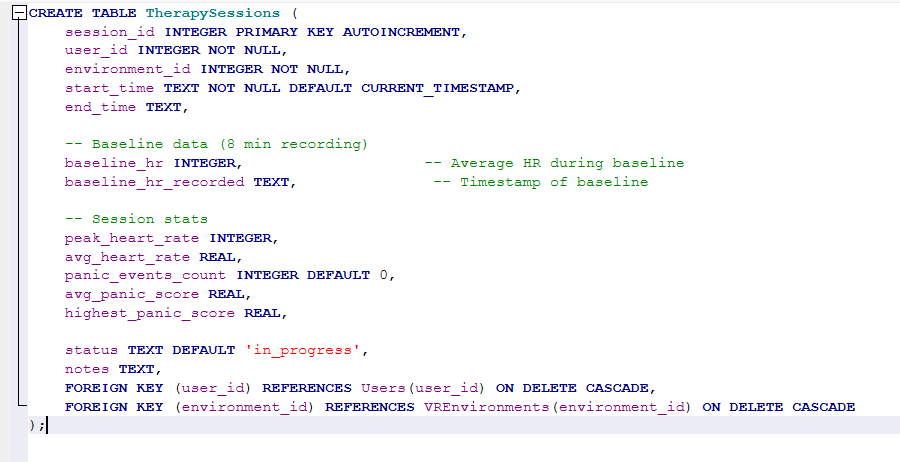 CREATE TABLE TherapySessions (
session_id INTEGER PRIMARY KEY AUTOINCREMENT,
user_id INTEGER NOT NULL,
environment_id INTEGER NOT NULL,
start_time TEXT NOT NULL DEFAULT CURRENT_TIMESTAMP,
end_time TEXT,
-- Baseline data (8 min recording)
baseline_hr INTEGER, -- Average HR during baseline
baseline_hr_recorded TEXT, -- Timestamp of baseline
-- Session stats
peak_heart_rate INTEGER,
avg_heart_rate REAL,
panic_events_count INTEGER DEFAULT 0,
avg_panic_score REAL,
highest_panic_score REAL,
status TEXT DEFAULT 'in_progress',
notes TEXT,
FOREIGN KEY (user_id) REFERENCES Users(user_id) ON DELETE CASCADE,
FOREIGN KEY (environment_id) REFERENCES VREnvironments(environment_id) ON DELETE CASCADE
);